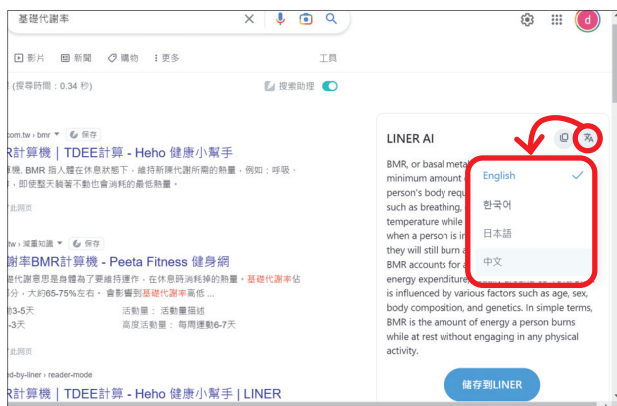 基礎代謝率
d
影片 新聞 購物 更多 工具
(搜尋時間：0.34 秒) 搜索助理
com.tw › bmr 保存
計算機 | TDEE計算 - Heho 健康小幫手
機. BMR 指人體在休息狀態下，維持新陳代謝所需的熱量，例如：呼吸、
，即使整天躺著不動也會消耗的最低熱量。
此網頁
tw › 減重知識 保存
謝率BMR計算機 - Peeta Fitness 健身網
代謝意思是身體為了要維持運作，在休息時消耗掉的熱量。基礎代謝率佔
分，大約65-75%左右。 會影響到基礎代謝率高低 ...
3-5天 活動量： 活動量描述
-3天 高度活動量： 每周運動6-7天
此網頁
ed-by-liner › reader-mode
計算機 | TDEE計算 - Heho 健康小幫手 | LINER
LINER AI
BMR, or basal
minimum amount
person's body
such as breathing,
temperature while
when a person is
they will still burn
BMR accounts for
energy
is influenced by various factors such as age, sex,
body composition, and genetics. In simple terms,
BMR is the amount of energy a person burns
while at rest without engaging in any physical
activity.
English
한국어
日本語
中文
儲存到LINER